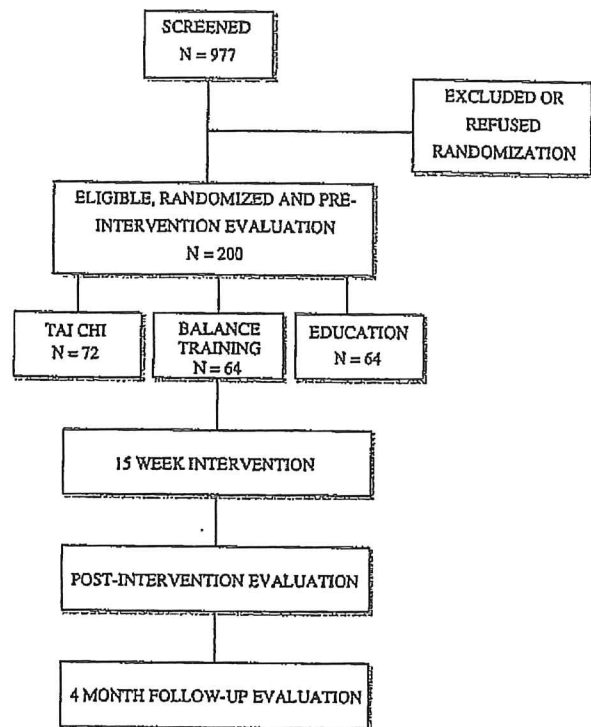 SCREENED
N = 977
EXCLUDED OR
REFUSED
RANDOMIZATION
ELIGIBLE, RANDOMIZED AND PRE-
INTERVENTION EVALUATION
N = 200
TAI CHI
N = 72
BALANCE
TRAINING
N = 64
EDUCATION
N = 64
15 WEEK INTERVENTION
POST-INTERVENTION EVALUATION
4 MONTH FOLLOW-UP EVALUATION